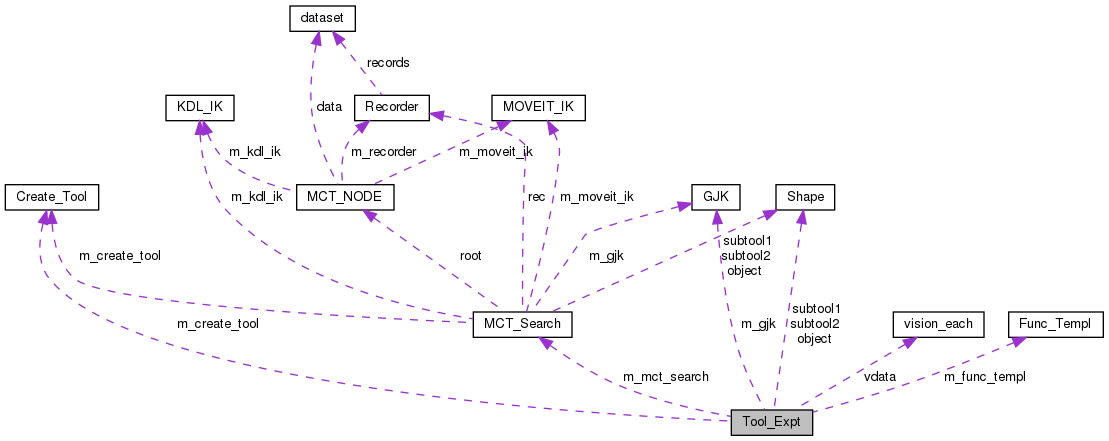 dataset
records
KDL_IK
data
Recorder
MOVEIT_IK
m_kdl_ik
m_recorder
m_moveit_ik
Create_Tool
m_kdl_ik
MCT_NODE
rec
m_moveit_ik
GJK
Shape
m_create_tool
root
m_gjk
subtool1
subtool2
object
m_create_tool
MCT_Search
m_gjk
subtool1
subtool2
object
vision_each
Func_Templ
m_mct_search
vdata
m_func_templ
Tool_Expt